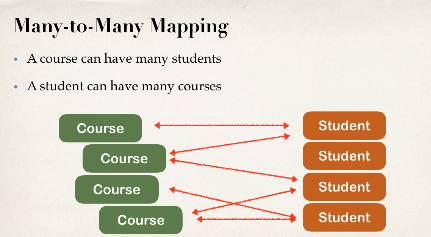 Many-to-Many Mapping
• A course can have many students
• A student can have many courses
Course
Student
Course
Student
Course
Student
Course
Student